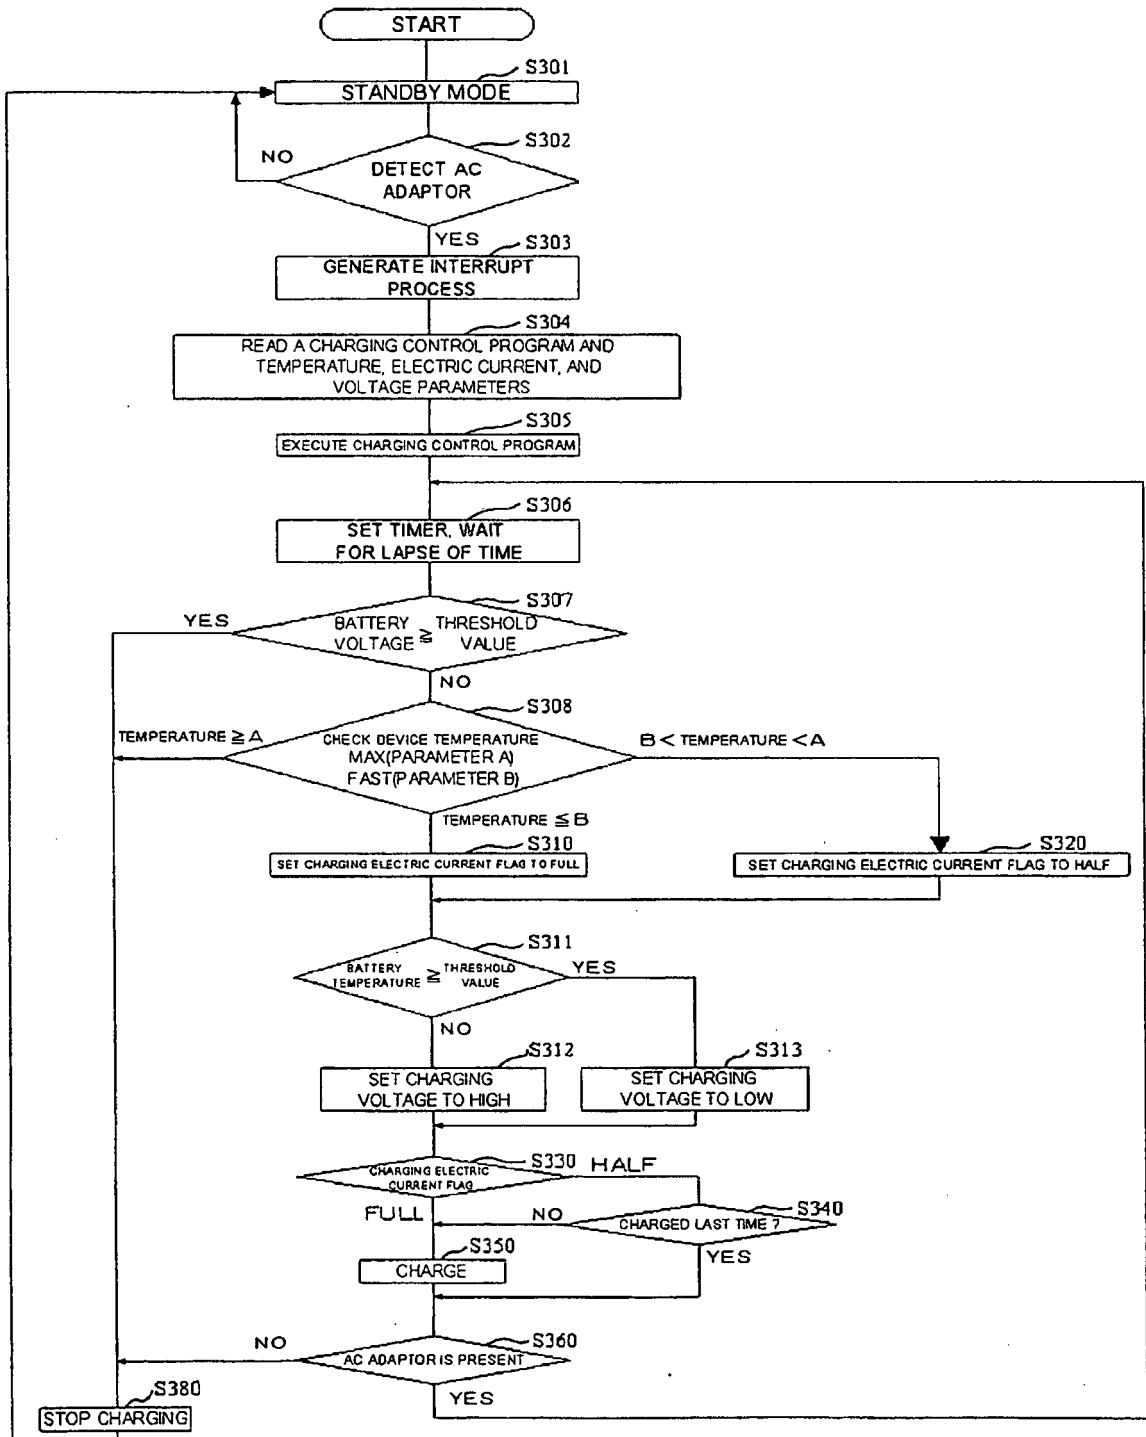 START
S301
STANDBY MODE
S302
NO
DETECT AC
ADAPTOR
YES
S303
GENERATE INTERRUPT
PROCESS
S304
READ A CHARGING CONTROL PROGRAM AND
TEMPERATURE, ELECTRIC CURRENT, AND
VOLTAGE PARAMETERS
S305
EXECUTE CHARGING CONTROL PROGRAM
S306
SET TIMER, WAIT
FOR LAPSE OF TIME
S307
YES
BATTERY
VOLTAGE
≧
THRESHOLD
VALUE
NO
S308
TEMPERATURE ≧ A
CHECK DEVICE TEMPERATURE
MAX(PARAMETER A)
FAST(PARAMETER B)
B < TEMPERATURE < A
TEMPERATURE ≦ B
S310
SET CHARGING ELECTRIC CURRENT FLAG TO FULL
S320
SET CHARGING ELECTRIC CURRENT FLAG TO HALF
S311
BATTERY
TEMPERATURE
≧
THRESHOLD
VALUE
YES
NO
S312
SET CHARGING
VOLTAGE TO HIGH
S313
SET CHARGING
VOLTAGE TO LOW
S330
CHARGING ELECTRIC
CURRENT FLAG
HALF
FULL
S340
NO
CHARGED LAST TIME ?
YES
S350
CHARGE
S360
NO
AC ADAPTOR IS PRESENT
YES
S380
STOP CHARGING